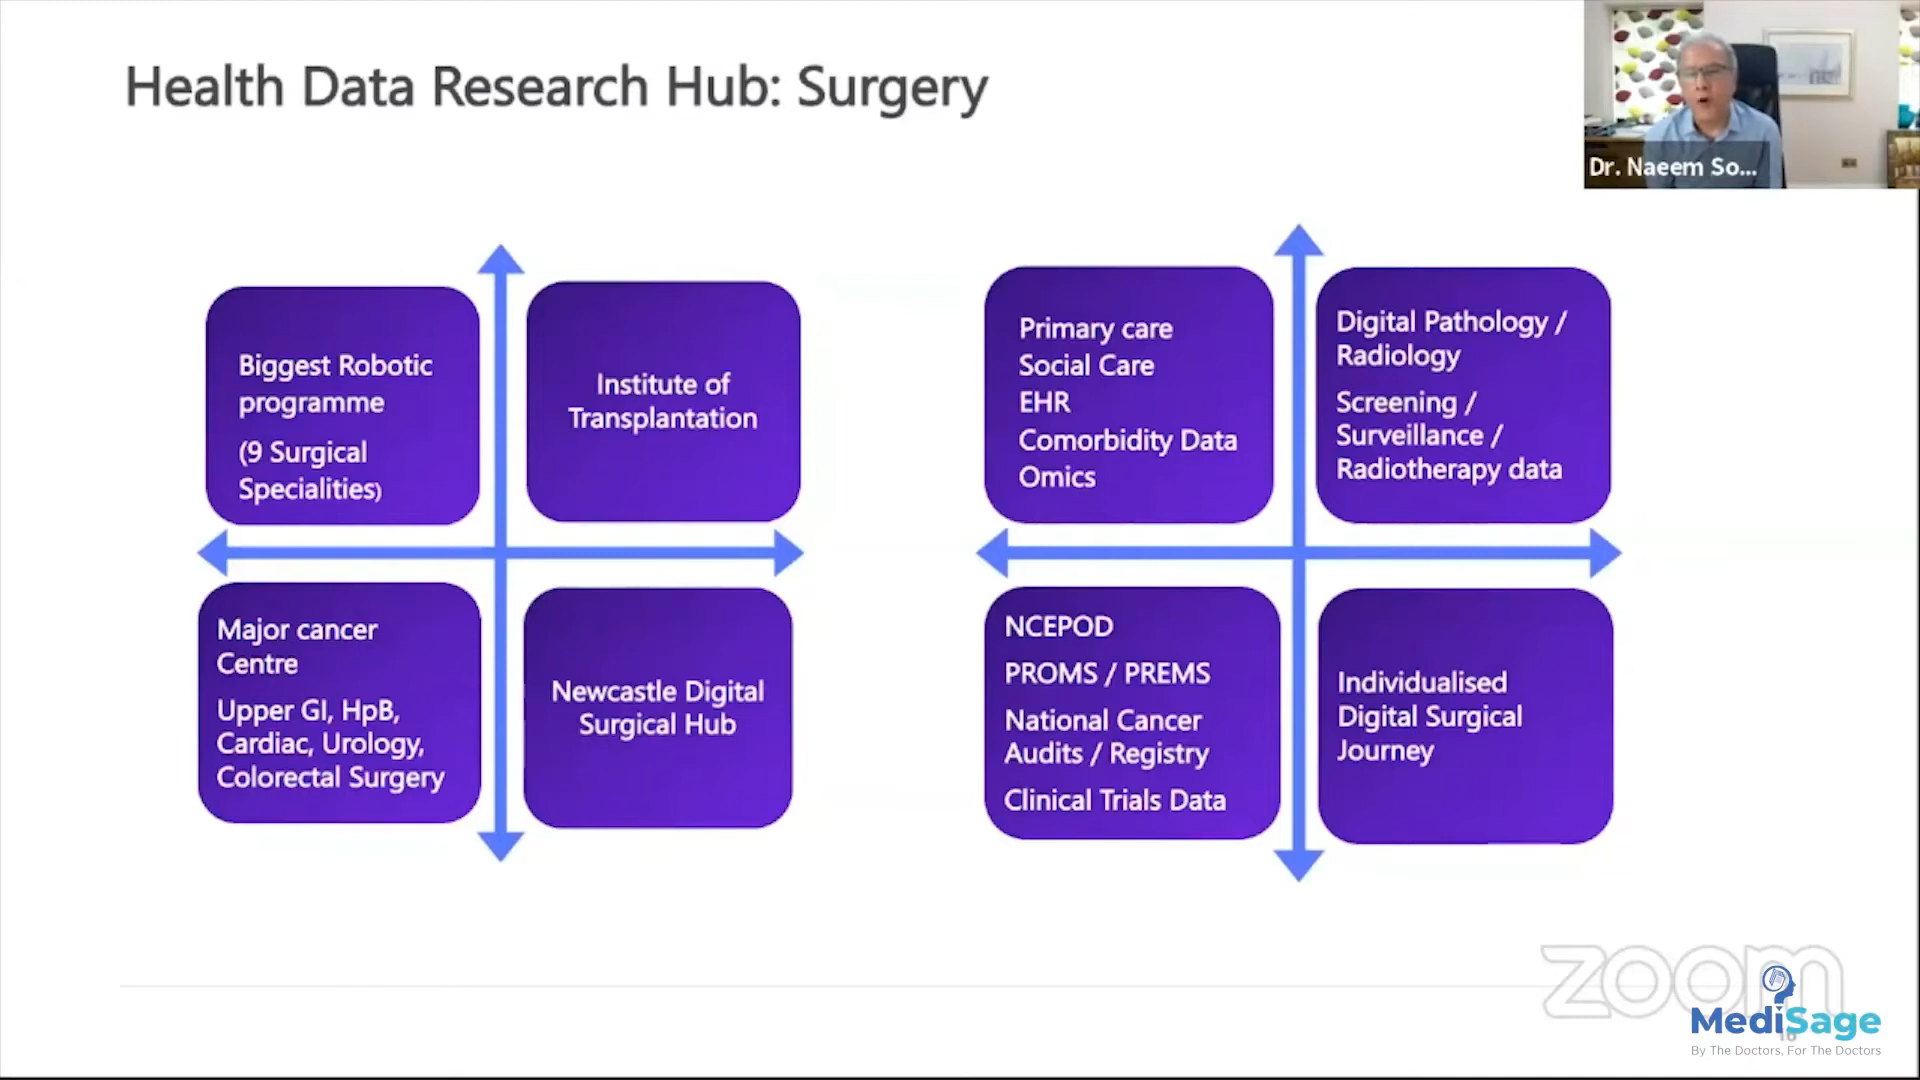 Health Data Research Hub: Surgery
Dr. Naeem So...
Biggest Robotic
programme
(9 Surgical
Specialities)
Institute of
Transplantation
Major cancer
Centre
Upper GI, HpB,
Cardiac, Urology,
Colorectal Surgery
Newcastle Digital
Surgical Hub
Primary care
Social Care
EHR
Comorbidity Data
Omics
Digital Pathology /
Radiology
Screening /
Surveillance /
Radiotherapy data
NCEPOD
PROMS / PREMS
National Cancer
Audits / Registry
Clinical Trials Data
Individualised
Digital Surgical
Journey
zoom
MediSage
By The Doctors, For The Doctors